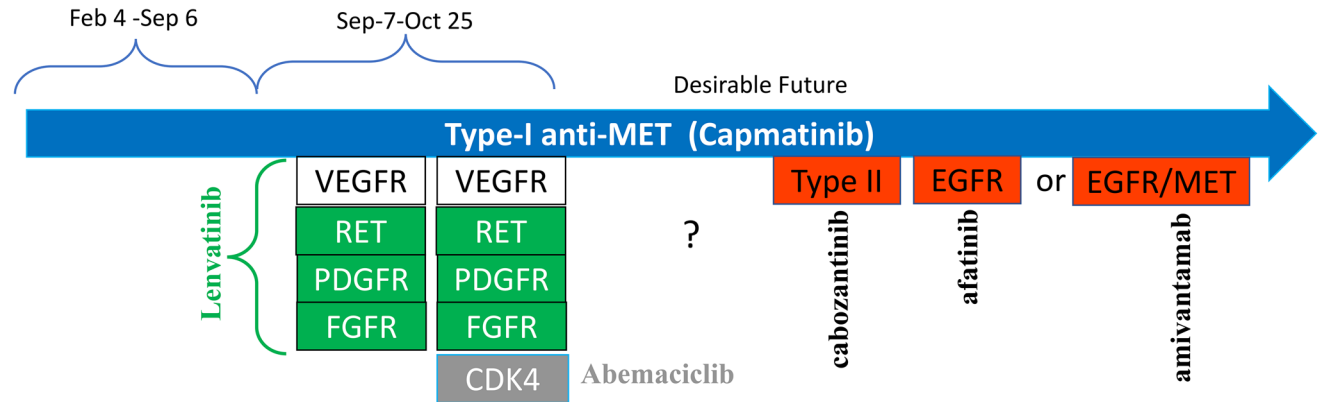 Feb 4 -Sep 6
Sep-7-Oct 25
Desirable Future
Type-I anti-MET (Capmatinib)
Lenvatinib
VEGFR
VEGFR
RET
RET
PDGFR
PDGFR
FGFR
FGFR
CDK4
Abemaciclib
?
Type II
EGFR
or
EGFR/MET
cabozantinib
afatinib
amivantamab